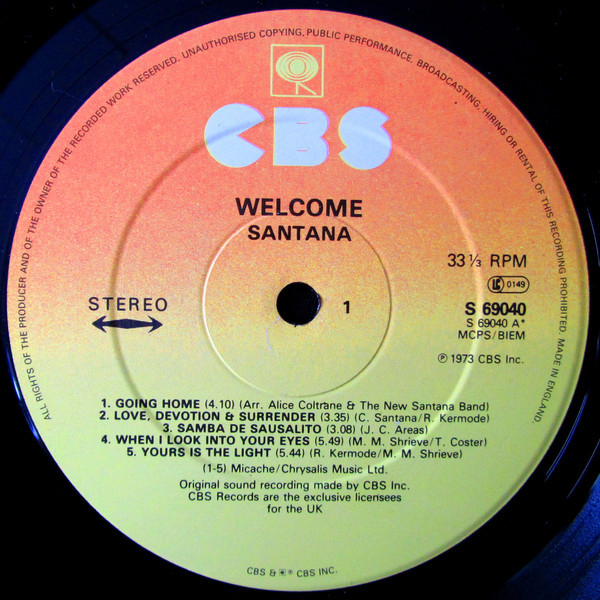 ALL RIGHTS OF THE PRODUCER AND OF THE OWNER OF THE RECORDED WORK RESERVED. UNAUTHORISED COPYING, PUBLIC PERFORMANCE, BROADCASTING, HIRING OR RENTAL OF THIS RECORDING PROHIBITED. MADE IN ENGLAND.
CBS
WELCOME
SANTANA
33 1/3 RPM
LC 0149
STEREO
1
S 69040
S 69040 A*
MCPS/BIEM
℗ 1973 CBS Inc.
1. GOING HOME (4.10) (Arr. Alice Coltrane & The New Santana Band)
2. LOVE, DEVOTION & SURRENDER (3.35) (C. Santana/R. Kermode)
3. SAMBA DE SAUSALITO (3.08) (J. C. Areas)
4. WHEN I LOOK INTO YOUR EYES (5.49) (M. M. Shrieve/T. Coster)
5. YOURS IS THE LIGHT (5.44) (R. Kermode/M. M. Shrieve)
(1-5) Micache/Chrysalis Music Ltd.
Original sound recording made by CBS Inc.
CBS Records are the exclusive licensees
for the UK
CBS & ® CBS INC.